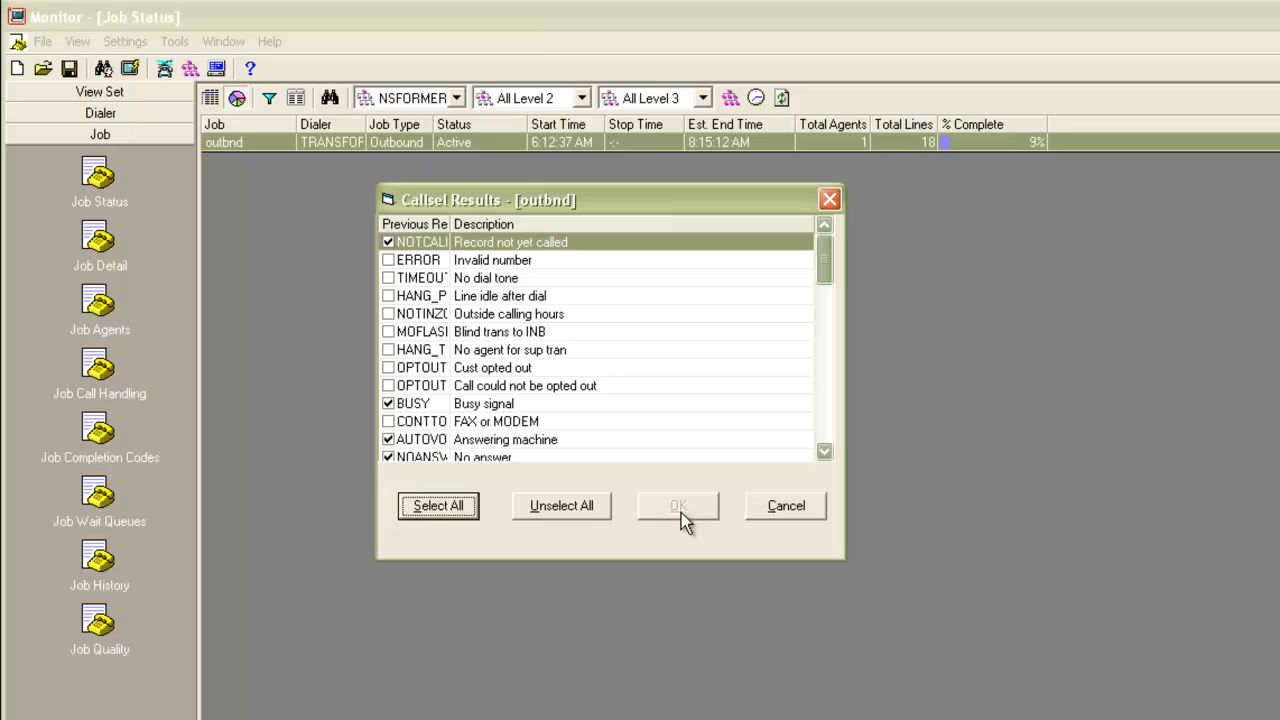 Monitor - [Job Status]
File View Settings Tools Window Help
View Set
Dialer
Job
Job Status
Job Detail
Job Agents
Job Call Handling
Job Completion Codes
Job Wait Queues
Job History
Job Quality
NSFORMER All Level 2 All Level 3
Job Dialer Job Type Status Start Time Stop Time Est. End Time Total Agents Total Lines % Complete
outbnd TRANSFOR Outbound Active 6:12:37 AM -:- 8:15:12 AM 1 18 9%
Callsel Results - [outbnd]
Previous Re Description
NOTCALI Record not yet called
ERROR Invalid number
TIMEOUT No dial tone
HANG_P Line idle after dial
NOTINZO Outside calling hours
MOFLASI Blind trans to INB
HANG_T No agent for sup tran
OPTOUT Cust opted out
OPTOUT Call could not be opted out
BUSY Busy signal
CONTTO FAX or MODEM
AUTOVO Answering machine
NOANSW No answer
Select All Unselect All OK Cancel